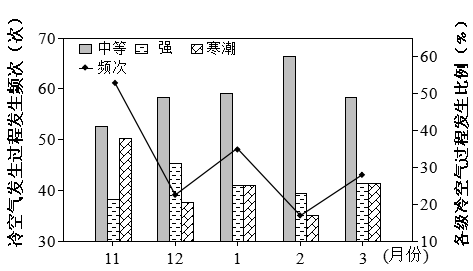 冷空气发生过程发生频次（次）
70
60
50
40
30
中等 强 寒潮
频次
各级冷空气过程发生比例（%）
60
50
40
30
20
10
11 12 1 2 3 (月份)